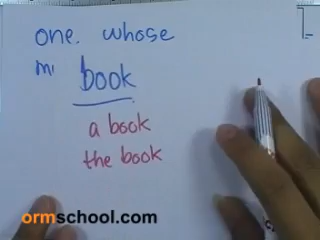 one. whose
book
a book
the book
ormschool.com